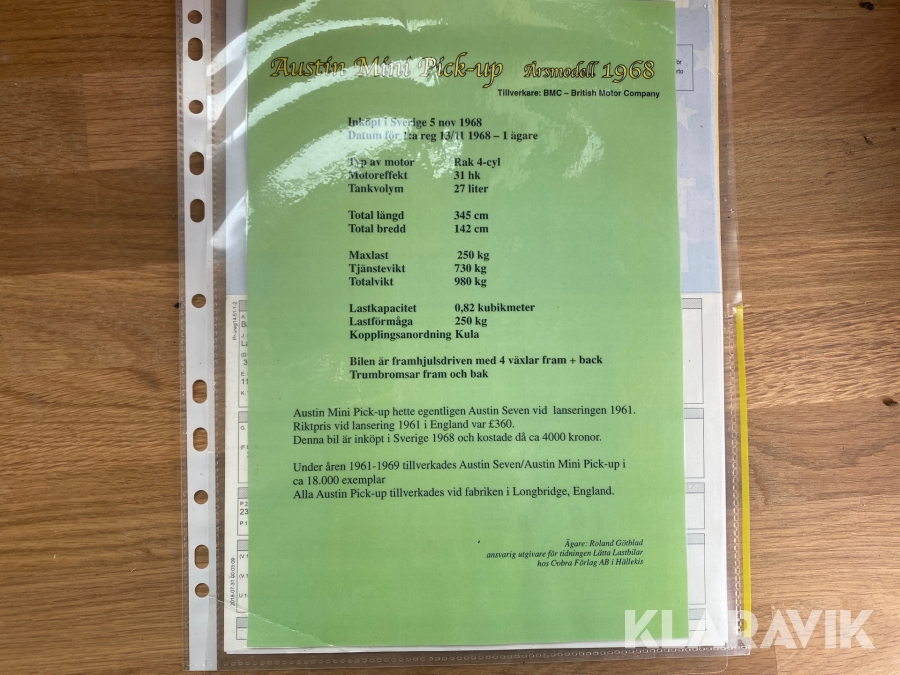 Austin Mini Pick-up Årsmodell 1968
Tillverkare: BMC – British Motor Company
Inköpt i Sverige 5 nov 1968
Datum för 1:a reg 13/11 1968 – 1 ägare
Typ av motor Rak 4-cyl
Motoreffekt 31 hk
Tankvolym 27 liter
Total längd 345 cm
Total bredd 142 cm
Maxlast 250 kg
Tjänstevikt 730 kg
Totalvikt 980 kg
Lastkapacitet 0,82 kubikmeter
Lastförmåga 250 kg
Kopplingsanordning Kula
Bilen är framhjulsdriven med 4 växlar fram + back
Trumbromsar fram och bak
Austin Mini Pick-up hette egentligen Austin Seven vid lanseringen 1961.
Riktpris vid lansering 1961 i England var £360.
Denna bil är inköpt i Sverige 1968 och kostade då ca 4000 kronor.
Under åren 1961-1969 tillverkades Austin Seven/Austin Mini Pick-up i
ca 18.000 exemplar
Alla Austin Pick-up tillverkades vid fabriken i Longbridge, England.
Ägare: Roland Götblad
ansvarig utgivare för tidningen Lätta Lastbilar
hos Cobra Förlag AB i Hällekis
KLARAVIK